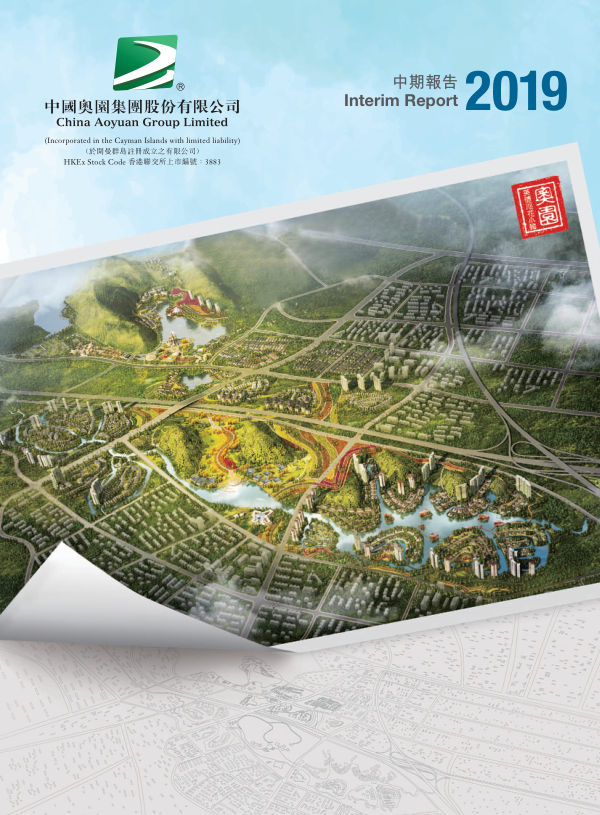 ®
中國奧園集團股份有限公司
China Aoyuan Group Limited
(Incorporated in the Cayman Islands with limited liability)
(於開曼群島註冊成立之有限公司)
HKEx Stock Code 香港聯交所上市編號：3883
中期報告
Interim Report 2019
奧園